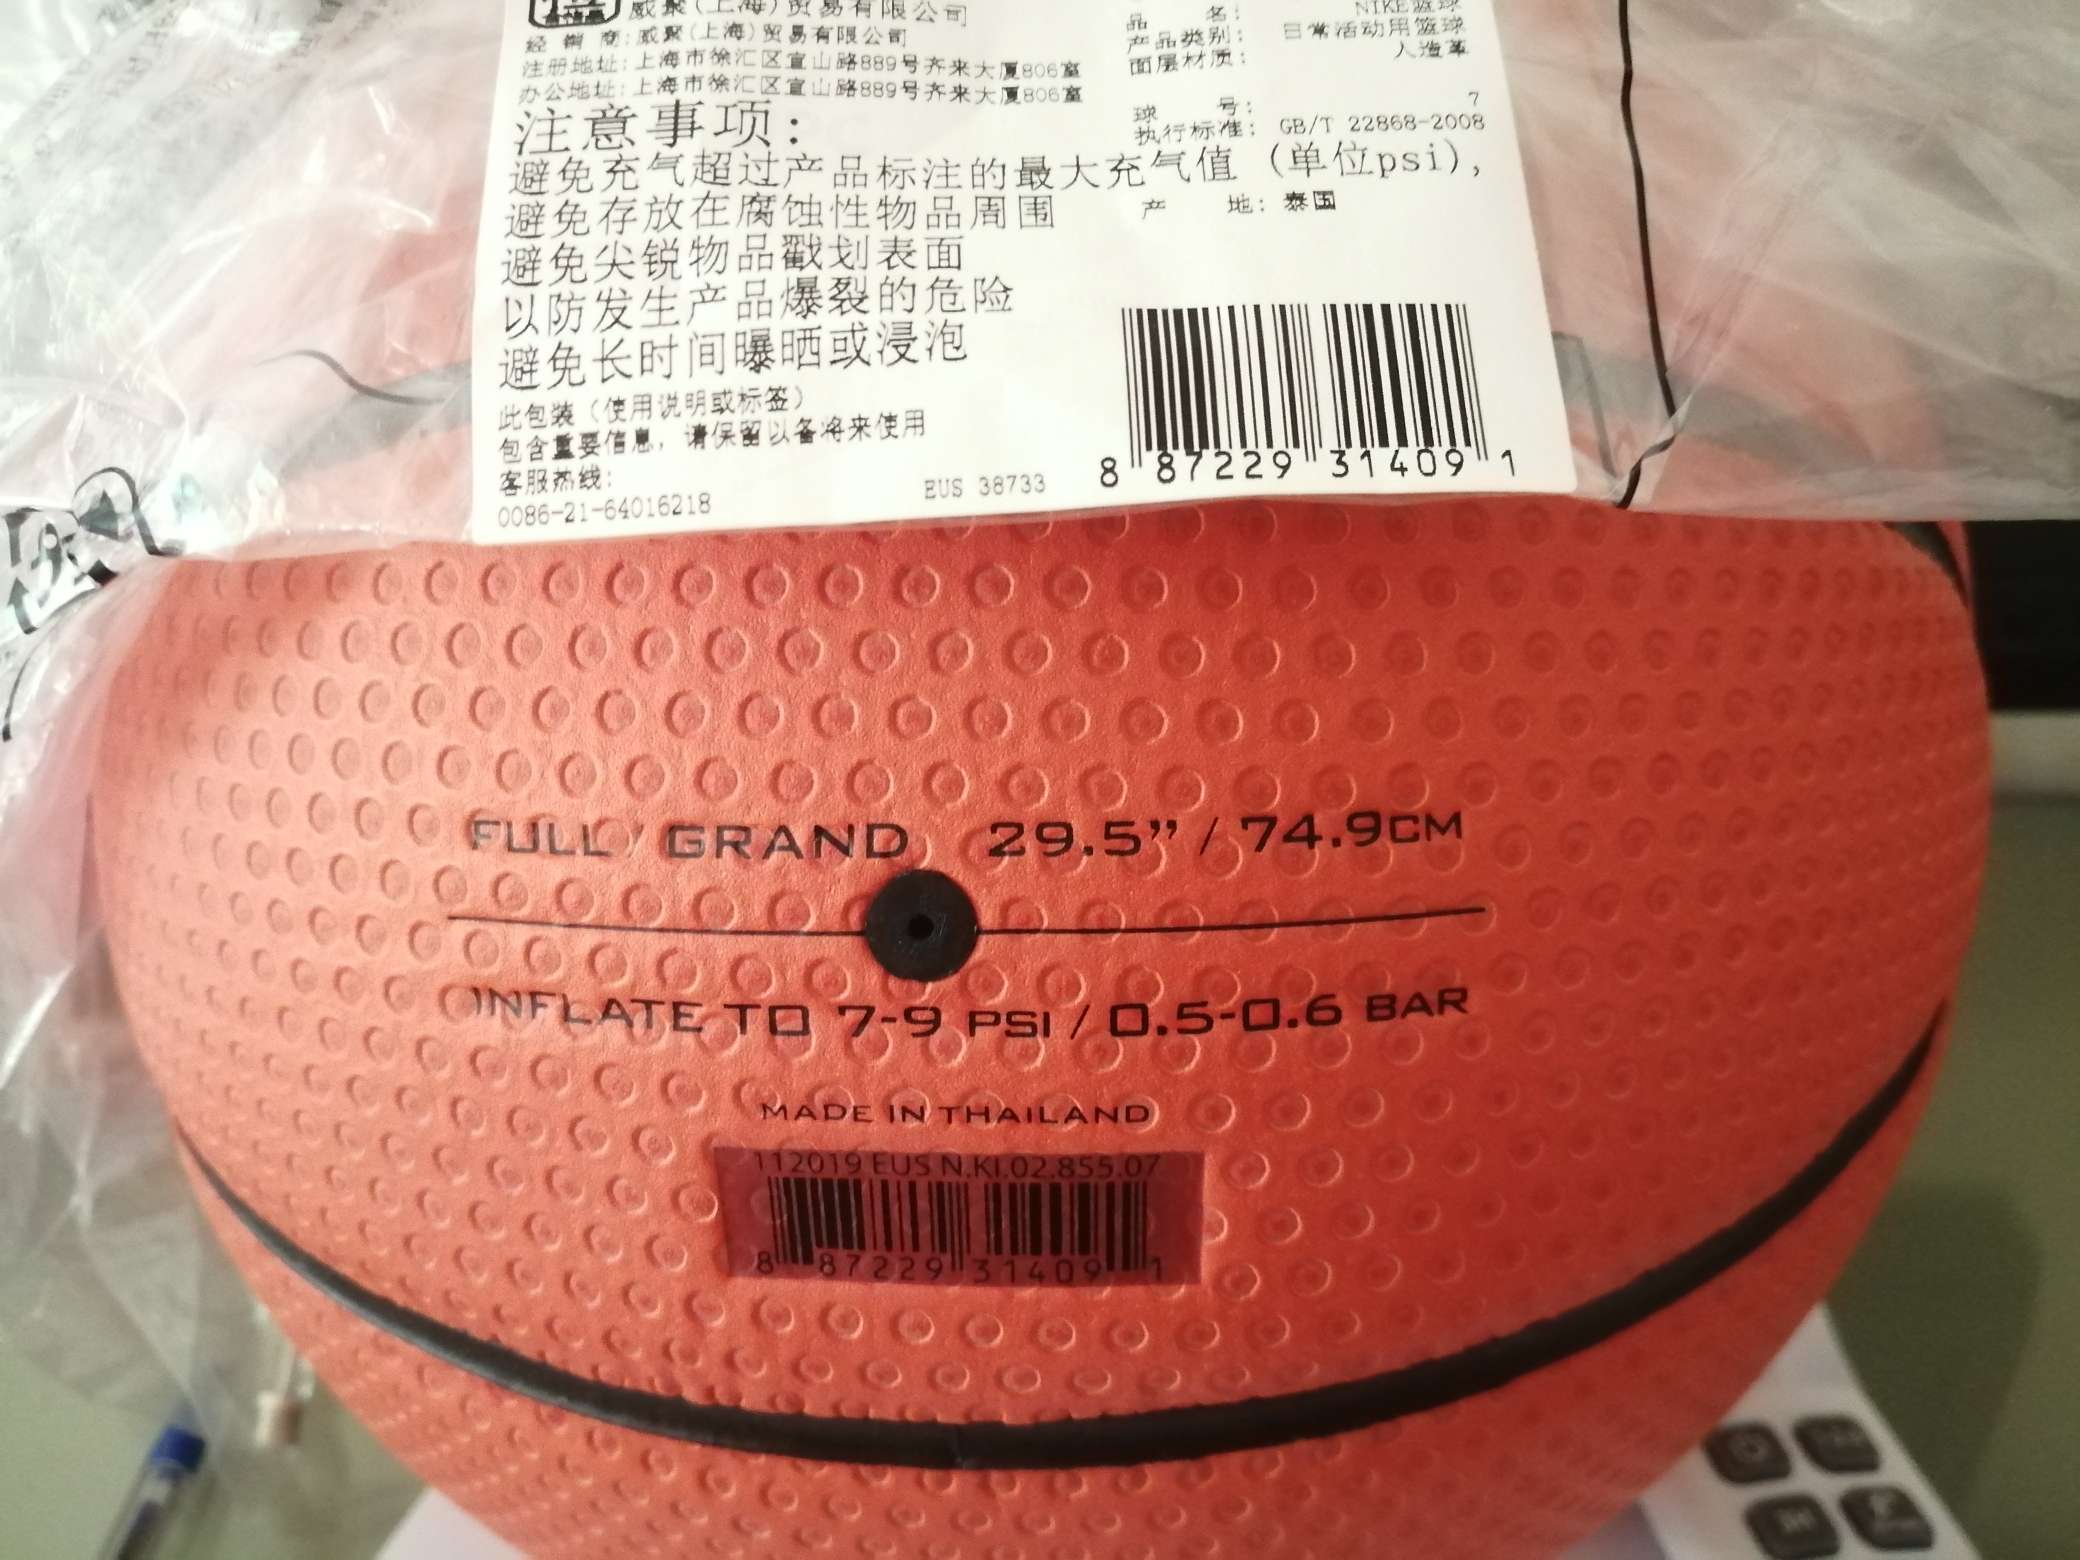 威聚(上海)贸易有限公司
经 销 商:威聚(上海)贸易有限公司
注册地址:上海市徐汇区宜山路889号齐来大厦806室
办公地址:上海市徐汇区宜山路889号齐来大厦806室
品 名: NIKE篮球
产品类别: 日常活动用篮球
面层材质: 人造革
球 号: 7
执行标准: GB/T 22868-2008
注意事项:
避免充气超过产品标注的最大充气值 (单位psi),
避免存放在腐蚀性物品周围
产 地: 泰国
避免尖锐物品戳划表面
以防发生产品爆裂的危险
避免长时间曝晒或浸泡
此包装 (使用说明或标签)
包含重要信息, 请保留以备将来使用
客服热线:
0086-21-64016218
EUS 38733
8 87229 31409 1
FULL / GRAND 29.5” / 74.9CM
INFLATE TO 7-9 PSI / 0.5-0.6 BAR
MADE IN THAILAND
112019 EUS N.KI.02.855.07
8 87229 31409 1